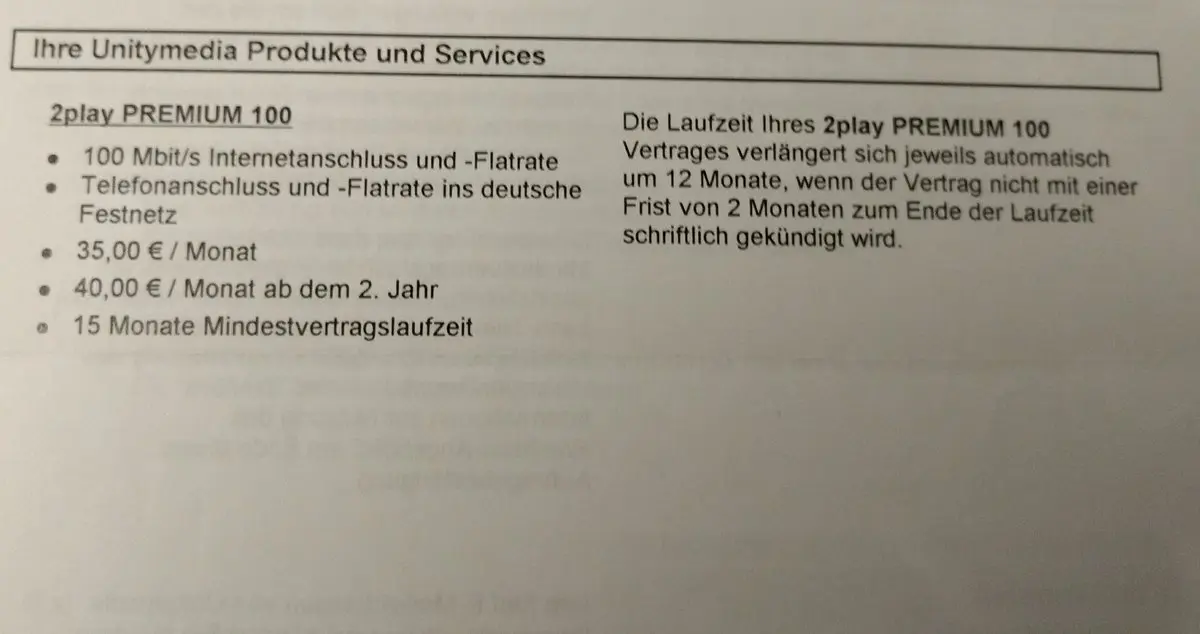 Ihre Unitymedia Produkte und Services
2play PREMIUM 100
• 100 Mbit/s Internetanschluss und -Flatrate
• Telefonanschluss und -Flatrate ins deutsche
Festnetz
• 35,00 € / Monat
• 40,00 € / Monat ab dem 2. Jahr
• 15 Monate Mindestvertragslaufzeit
Die Laufzeit Ihres 2play PREMIUM 100
Vertrages verlängert sich jeweils automatisch
um 12 Monate, wenn der Vertrag nicht mit einer
Frist von 2 Monaten zum Ende der Laufzeit
schriftlich gekündigt wird.